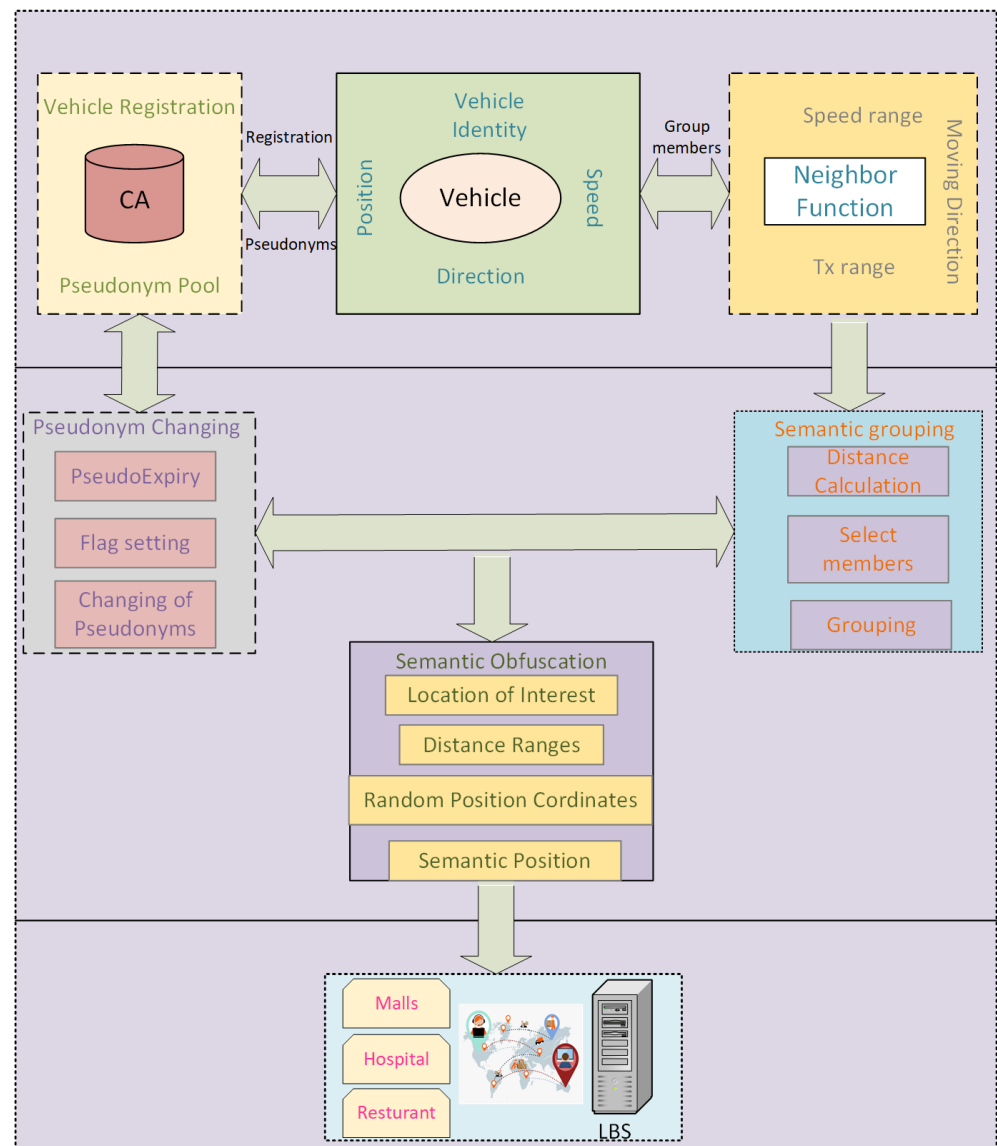 Vehicle Registration
CA
Pseudonym Pool
Registration
Pseudonyms
Vehicle
Identity
Position
Vehicle
Speed
Direction
Group
members
Speed range
Neighbor
Function
Moving Direction
Tx range
Pseudonym Changing
PseudoExpiry
Flag setting
Changing of
Pseudonyms
Semantic grouping
Distance
Calculation
Select
members
Grouping
Semantic Obfuscation
Location of Interest
Distance Ranges
Random Position Cordinates
Semantic Position
Malls
Hospital
Resturant
LBS